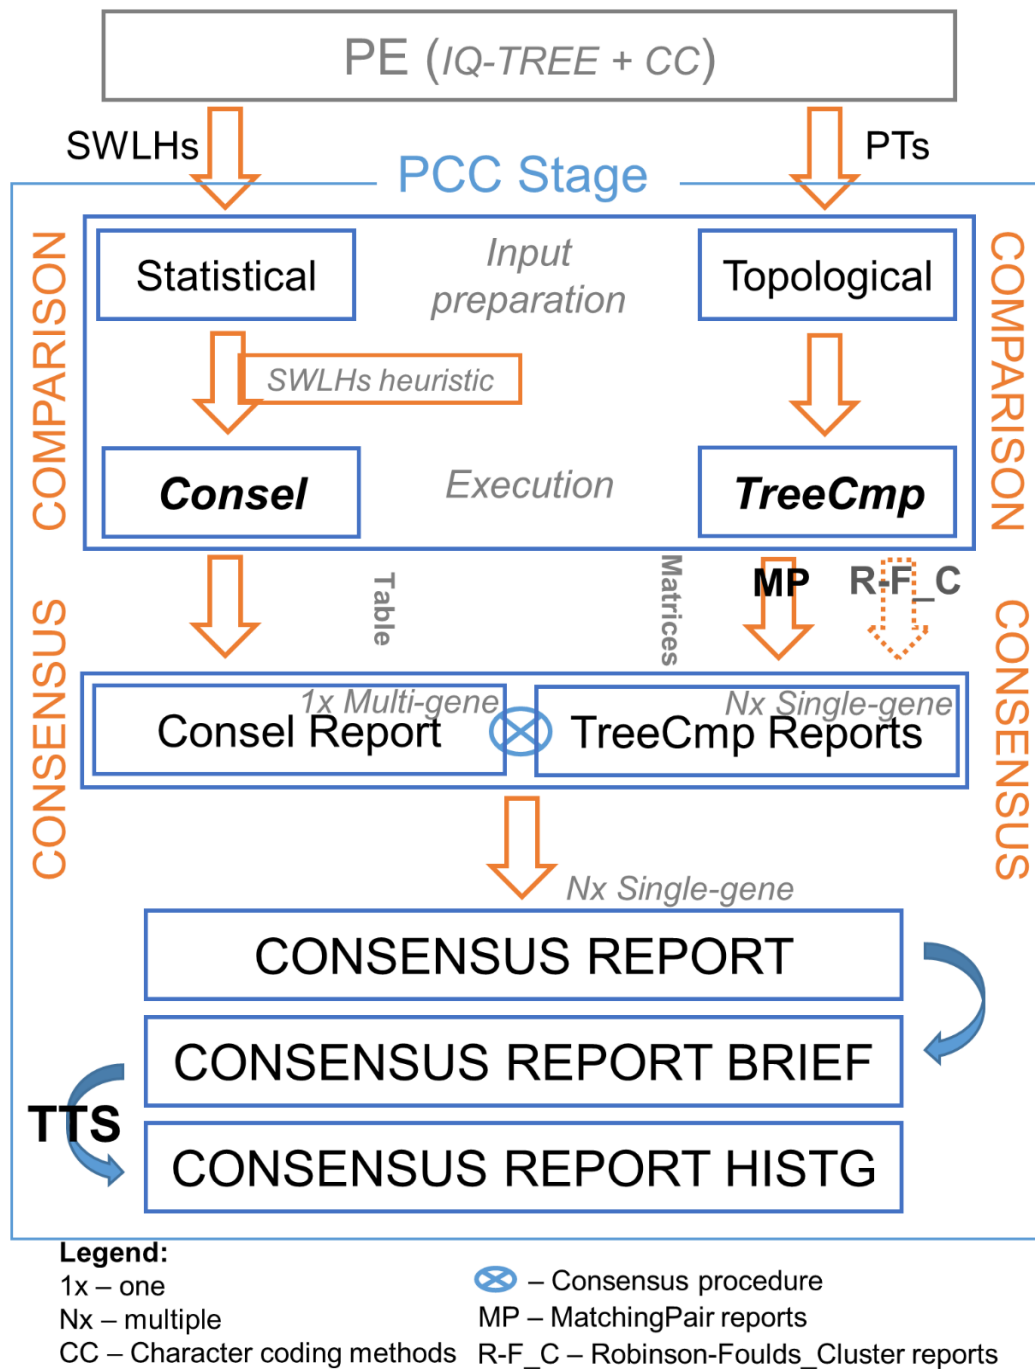 PE (IQ-TREE + CC)
SWLHs
PTs
PCC Stage
COMPARISON
COMPARISON
Statistical
Input
preparation
Topological
SWLHs heuristic
Consel
Execution
TreeCmp
Table
Matrices
MP
R-F_C
CONSENSUS
CONSENSUS
1x Multi-gene
Consel Report
Nx Single-gene
TreeCmp Reports
Nx Single-gene
CONSENSUS REPORT
CONSENSUS REPORT BRIEF
TTS
CONSENSUS REPORT HISTG
Legend:
1x – one
Nx – multiple
CC – Character coding methods
– Consensus procedure
MP – MatchingPair reports
R-F_C – Robinson-Foulds_Cluster reports